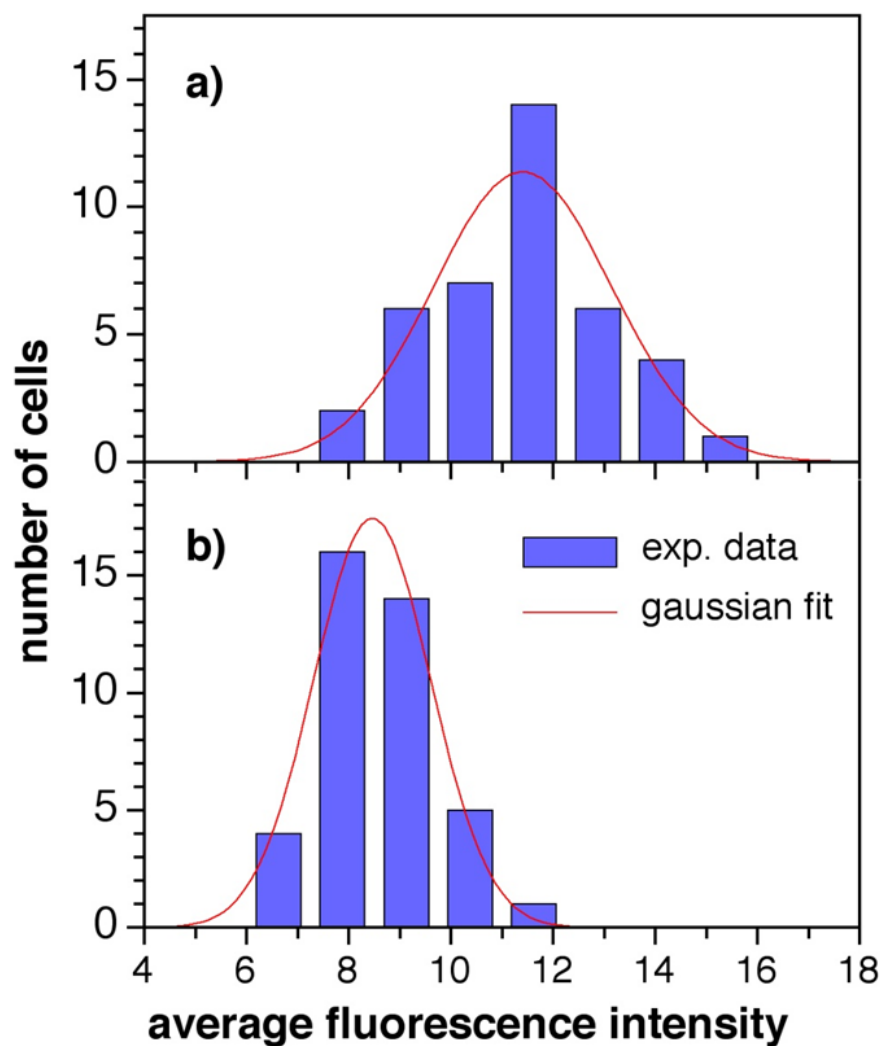 a)
15
10
5
0
b)
exp. data
gaussian fit
15
10
5
0
number of cells
4 6 8 10 12 14 16 18
average fluorescence intensity